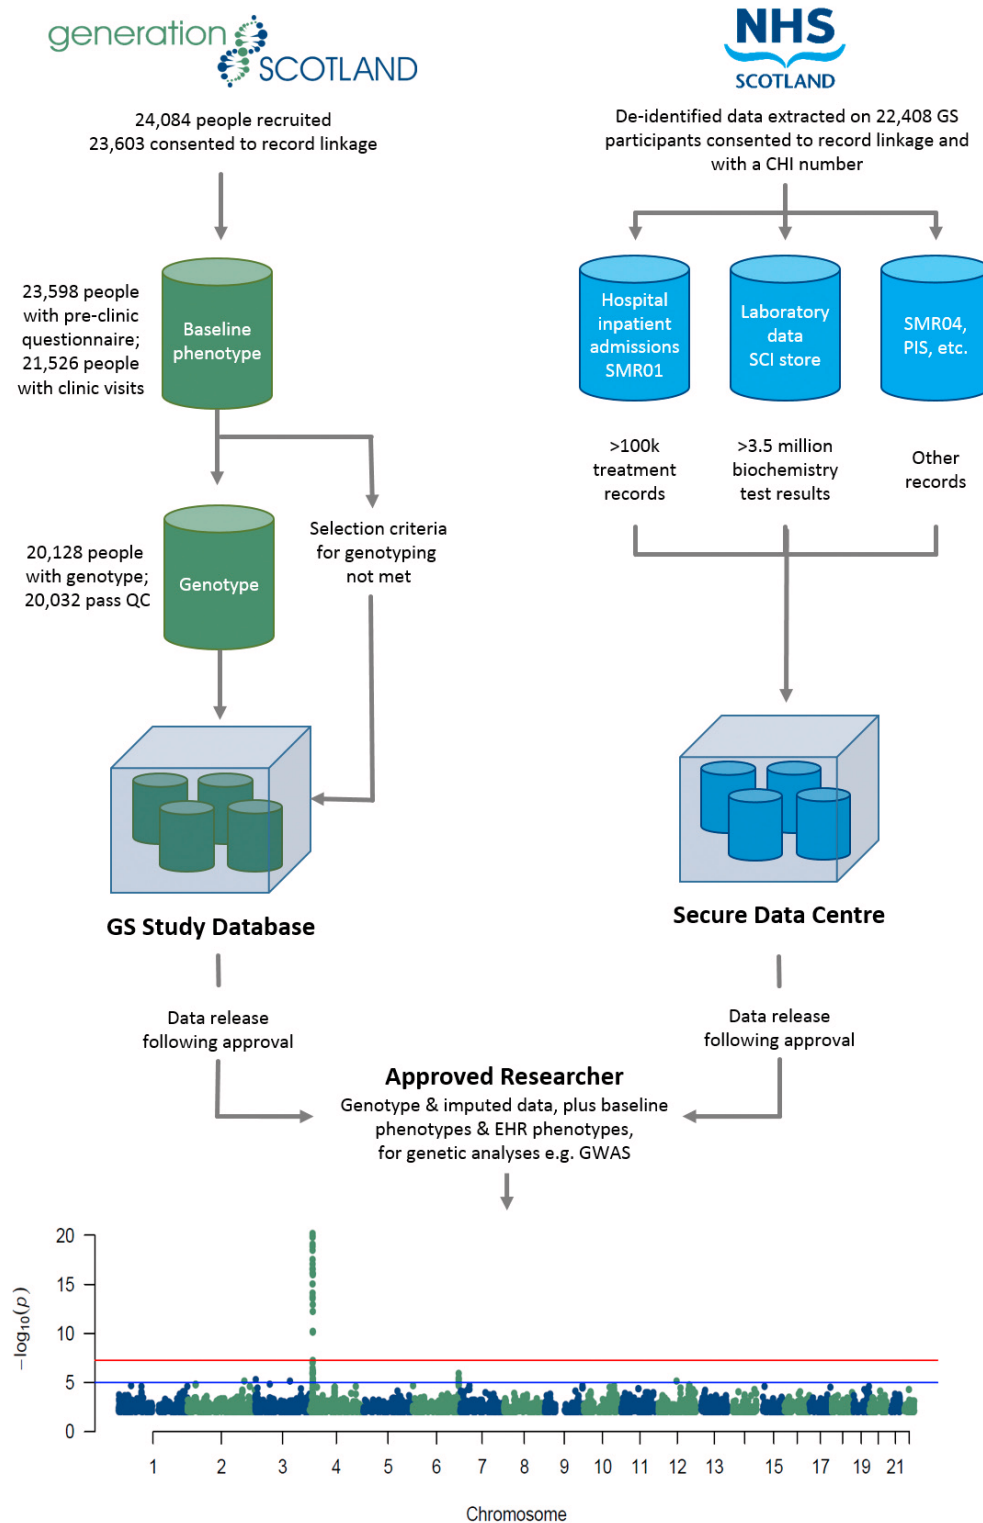 generation
SCOTLAND
24,084 people recruited
23,603 consented to record linkage
23,598 people
with pre-clinic
questionnaire;
21,526 people
with clinic visits
Baseline
phenotype
20,128 people
with genotype;
20,032 pass QC
Genotype
Selection criteria
for genotyping
not met
GS Study Database
Data release
following approval
NHS
SCOTLAND
De-identified data extracted on 22,408 GS
participants consented to record linkage and
with a CHI number
Hospital
inpatient
admissions
SMR01
Laboratory
data
SCI store
SMR04,
PIS, etc.
>100k
treatment
records
>3.5 million
biochemistry
test results
Other
records
Secure Data Centre
Data release
following approval
Approved Researcher
Genotype & imputed data, plus baseline
phenotypes & EHR phenotypes,
for genetic analyses e.g. GWAS
−log10(p)
20
15
10
5
0
1 2 3 4 5 6 7 8 9 10 11 12 13 15 17 19 21
Chromosome